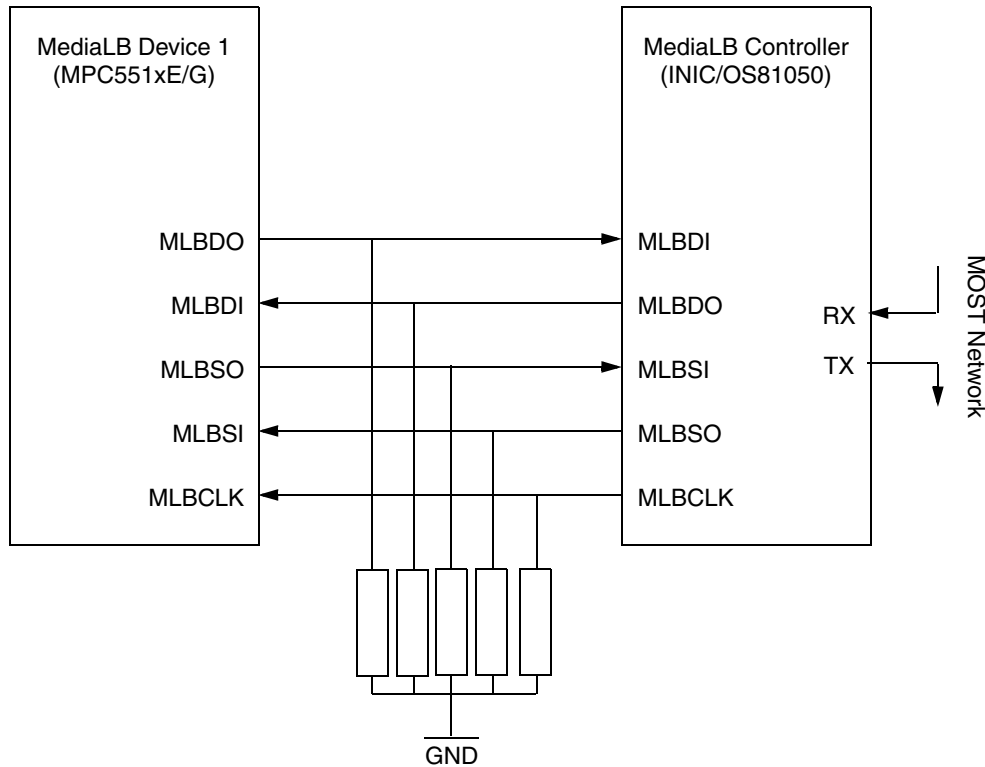 MediaLB Device 1
(MPC551xE/G)
MediaLB Controller
(INIC/OS81050)
MLBDO
MLBDI
MLBDI
MLBDO
MLBSO
MLBSI
MLBSI
MLBSO
MLBCLK
MLBCLK
RX
TX
MOST Network
GND